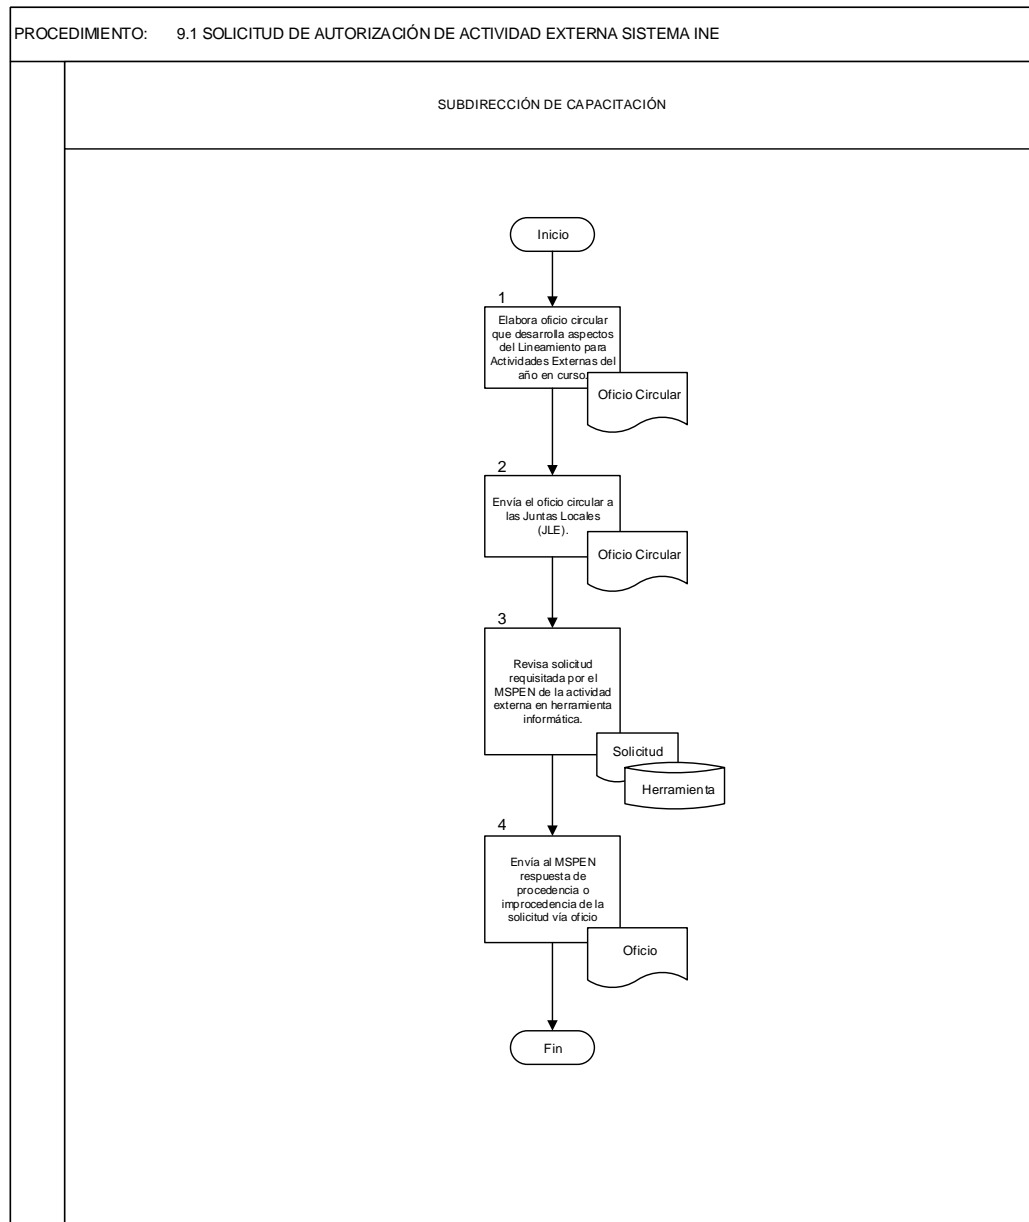 PROCEDIMIENTO: 9.1 SOLICITUD DE AUTORIZACIÓN DE ACTIVIDAD EXTERNA SISTEMA INE
SUBDIRECCIÓN DE CAPACITACIÓN
Inicio
1
Elabora oficio circular
que desarrolla aspectos
del Lineamiento para
Actividades Externas del
año en curso.
Oficio Circular
2
Envía el oficio circular a
las Juntas Locales
(JLE).
Oficio Circular
3
Revisa solicitud
requisitada por el
MSPEN de la actividad
externa en herramienta
informática.
Solicitud
Herramienta
4
Envía al MSPEN
respuesta de
procedencia o
improcedencia de la
solicitud vía oficio
Oficio
Fin